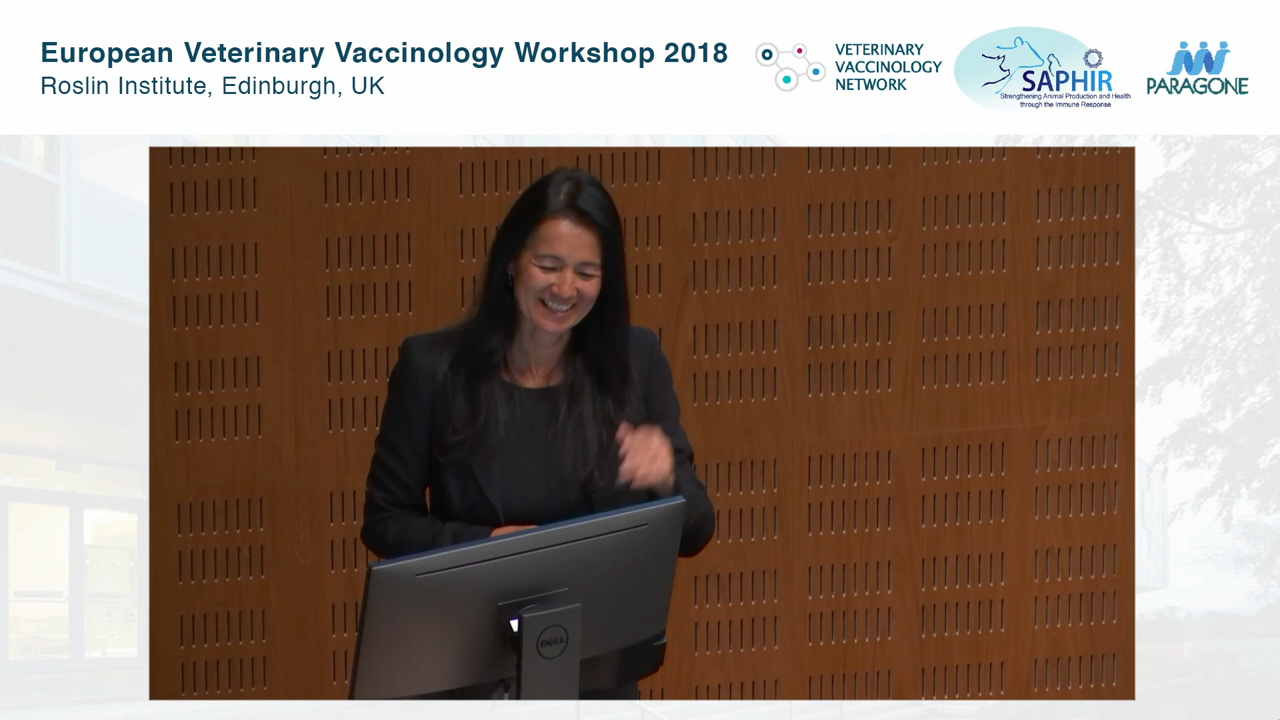 European Veterinary Vaccinology Workshop 2018
Roslin Institute, Edinburgh, UK
VETERINARY
VACCINOLOGY
NETWORK
SAPHIR
Strengthening Animal Production and Health
through the Immune Response
PARAGONE
DELL